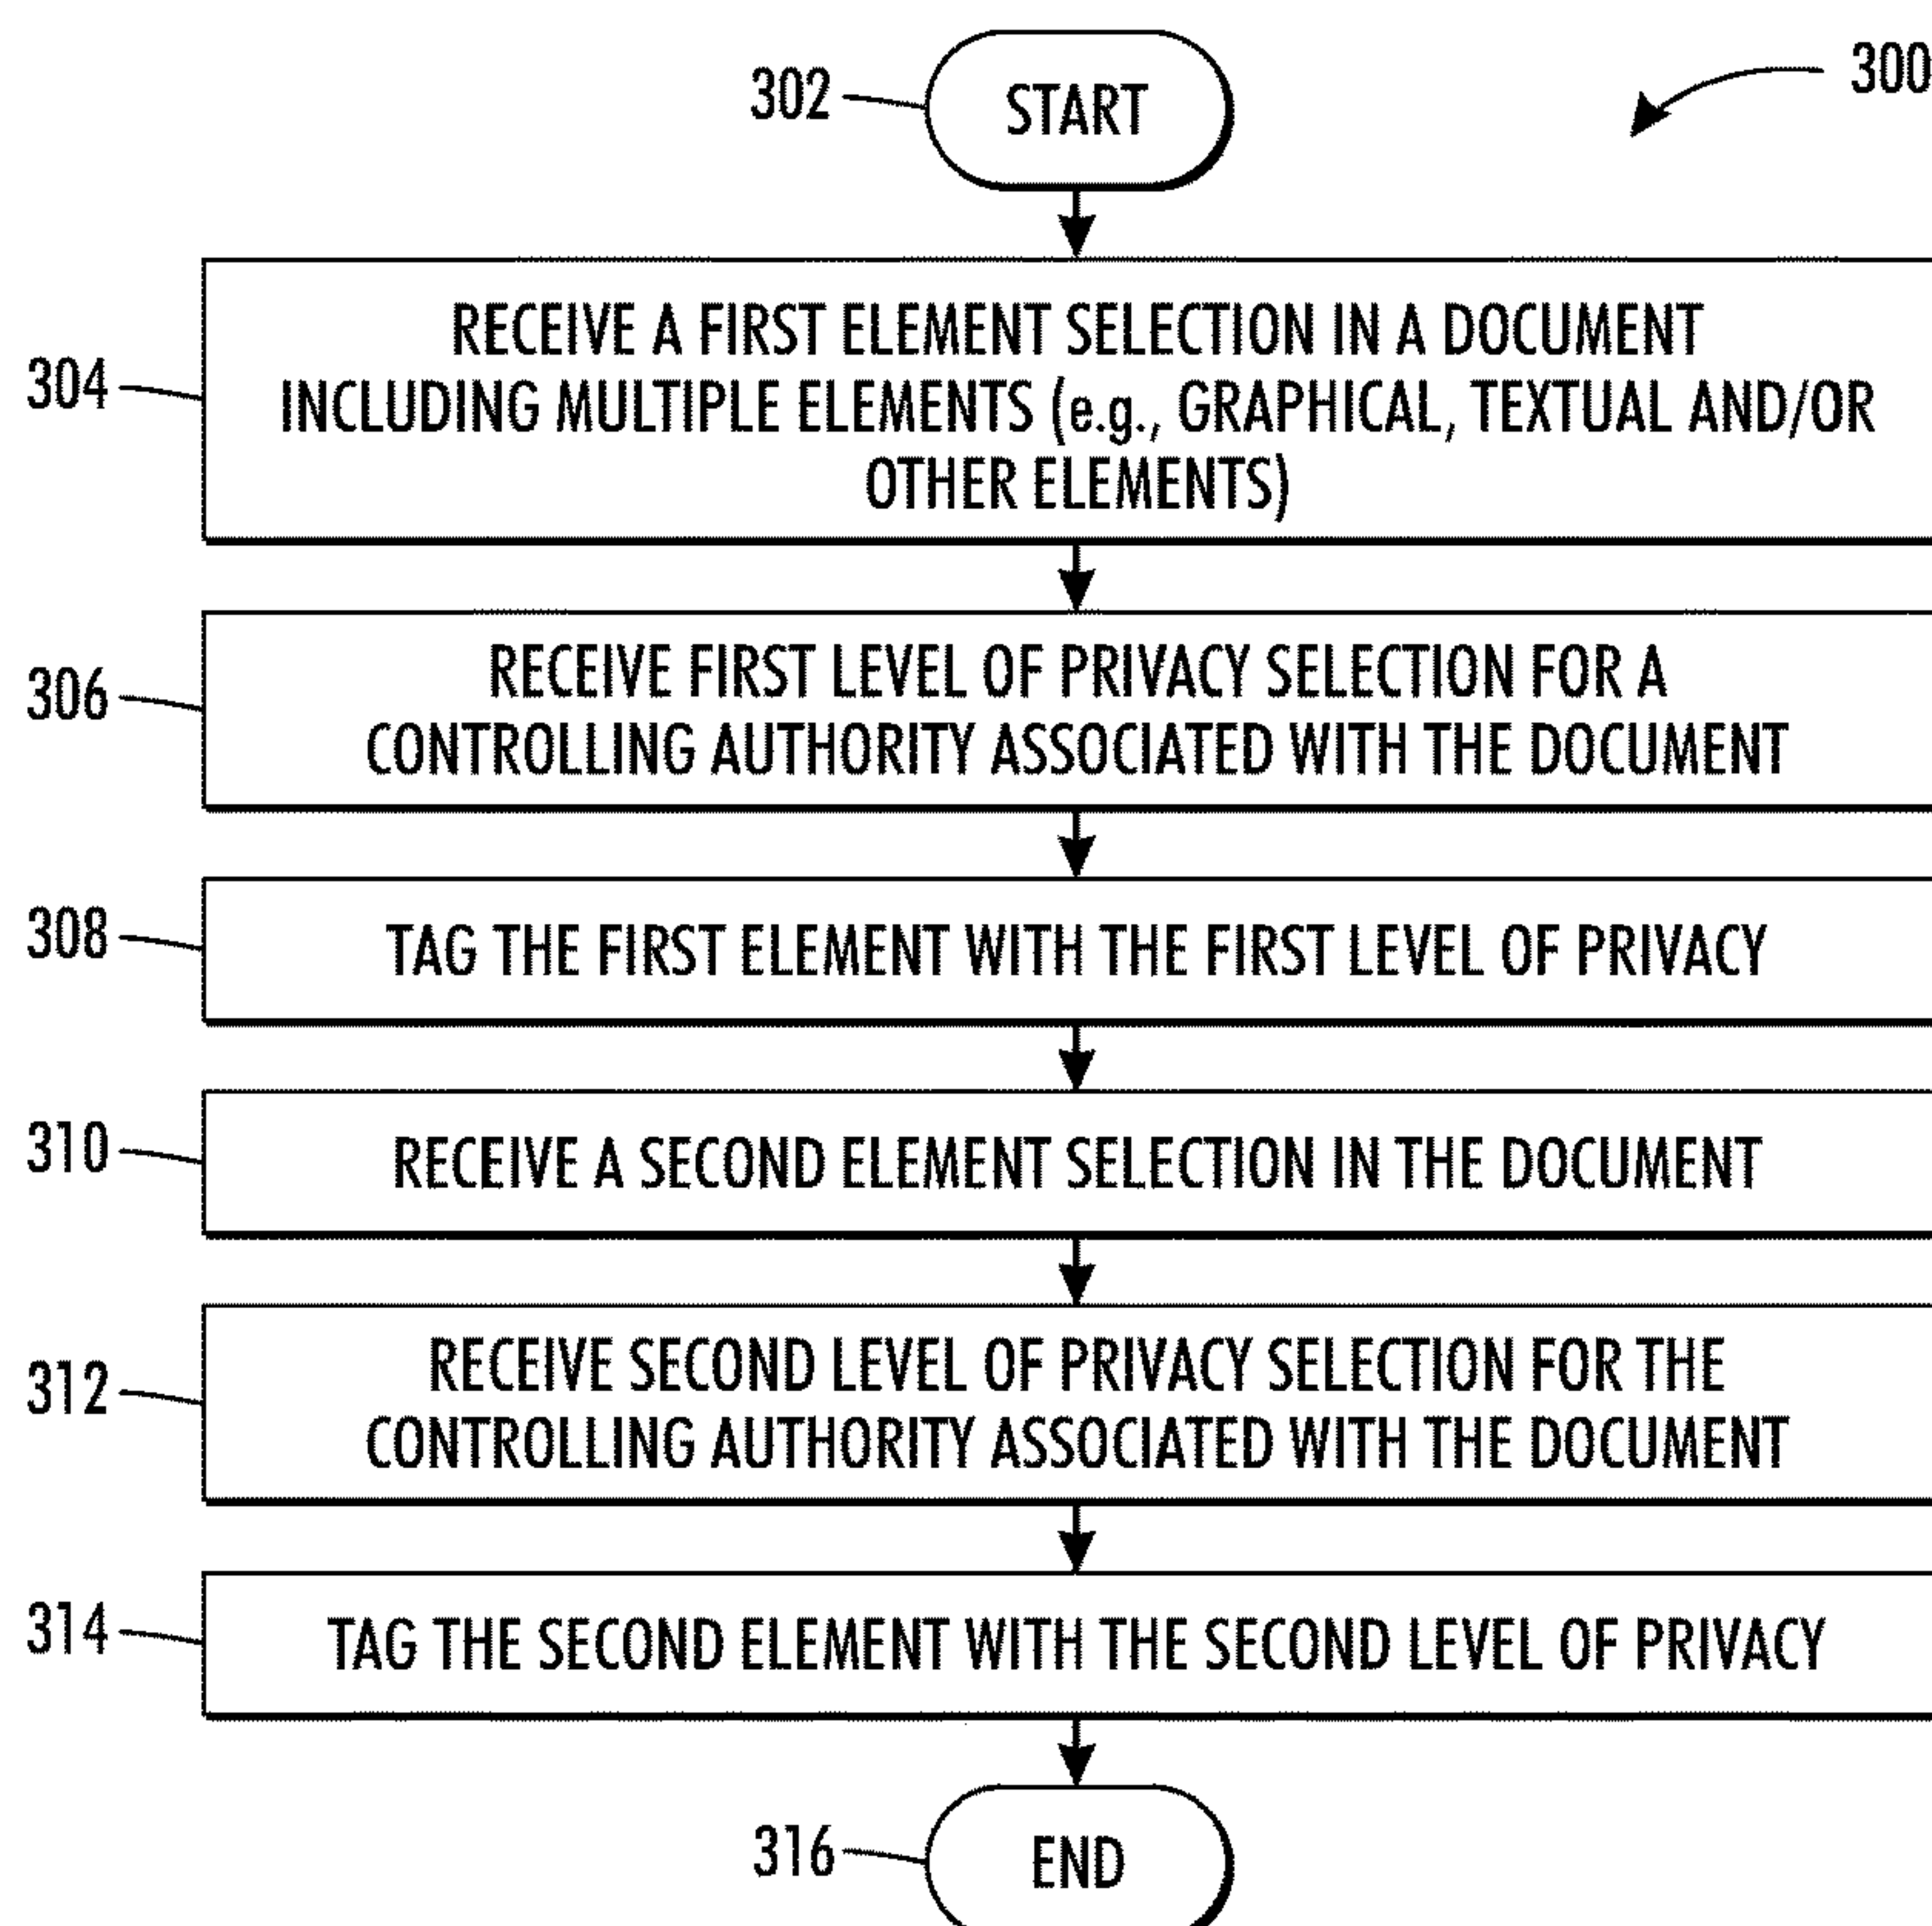 300
302
START
304
RECEIVE A FIRST ELEMENT SELECTION IN A DOCUMENT
INCLUDING MULTIPLE ELEMENTS (e.g., GRAPHICAL, TEXTUAL AND/OR
OTHER ELEMENTS)
306
RECEIVE FIRST LEVEL OF PRIVACY SELECTION FOR A
CONTROLLING AUTHORITY ASSOCIATED WITH THE DOCUMENT
308
TAG THE FIRST ELEMENT WITH THE FIRST LEVEL OF PRIVACY
310
RECEIVE A SECOND ELEMENT SELECTION IN THE DOCUMENT
312
RECEIVE SECOND LEVEL OF PRIVACY SELECTION FOR THE
CONTROLLING AUTHORITY ASSOCIATED WITH THE DOCUMENT
314
TAG THE SECOND ELEMENT WITH THE SECOND LEVEL OF PRIVACY
316
END